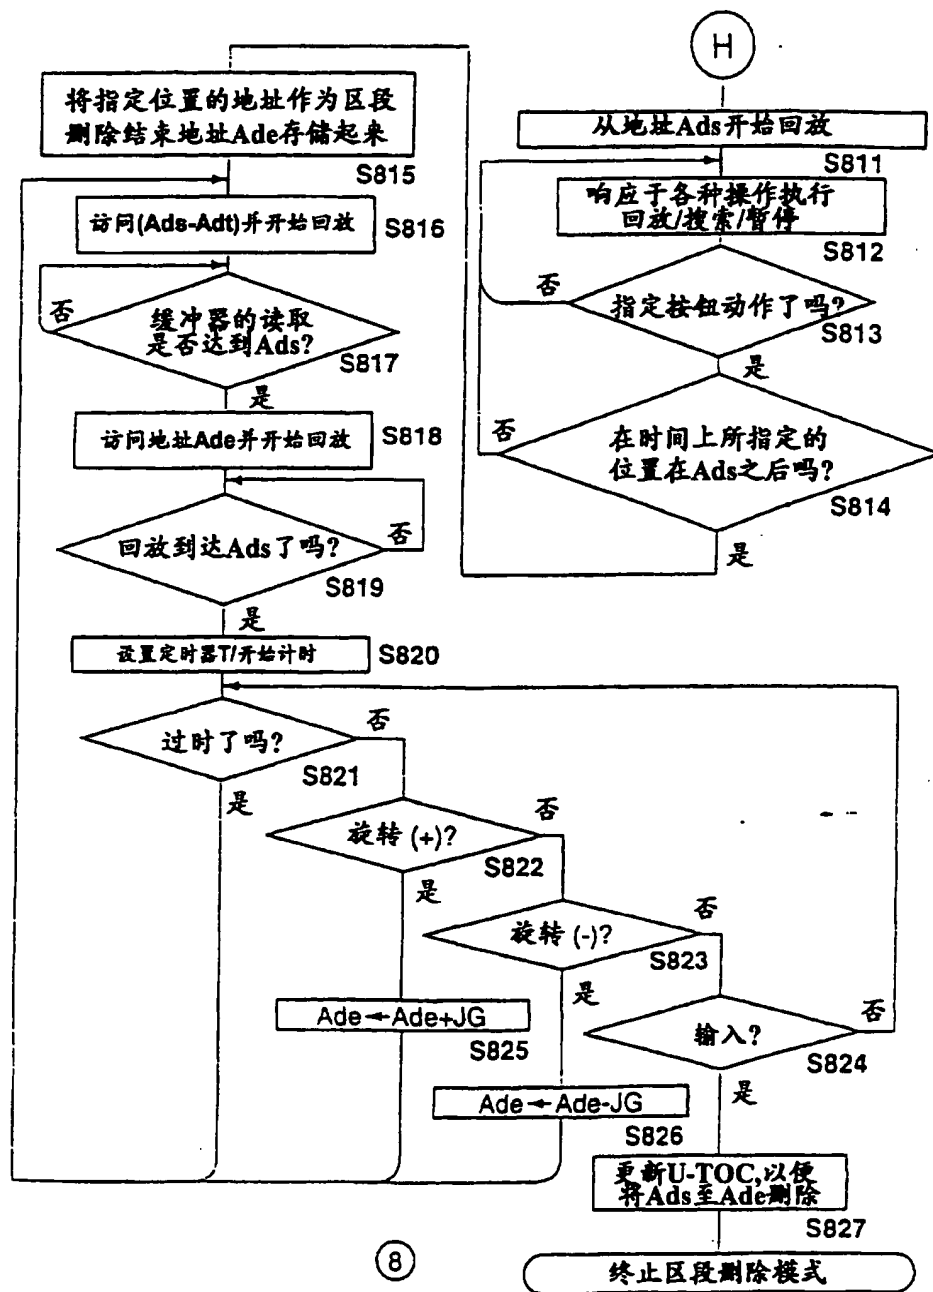 H
从地址Ads开始回放
S811
响应于各种操作执行
回放/搜索/暂停
S812
否
指定按钮动作了吗?
S813
是
否
在时间上所指定的
位置在Ads之后吗?
S814
是
将指定位置的地址作为区段
删除结束地址Ade存储起来
S815
访问(Ads-Adt)并开始回放
S816
否
缓冲器的读取
是否达到Ads?
S817
是
访问地址Ade并开始回放
S818
回放到达Ads了吗?
否
S819
是
设置定时器T/开始计时
S820
否
过时了吗?
S821
是
否
旋转 (+)?
S822
是
否
旋转 (-)?
S823
是
Ade←Ade+JG
S825
否
输入?
S824
是
Ade←Ade-JG
S826
更新U-TOC,以便
将Ads至Ade删除
S827
终止区段删除模式
8